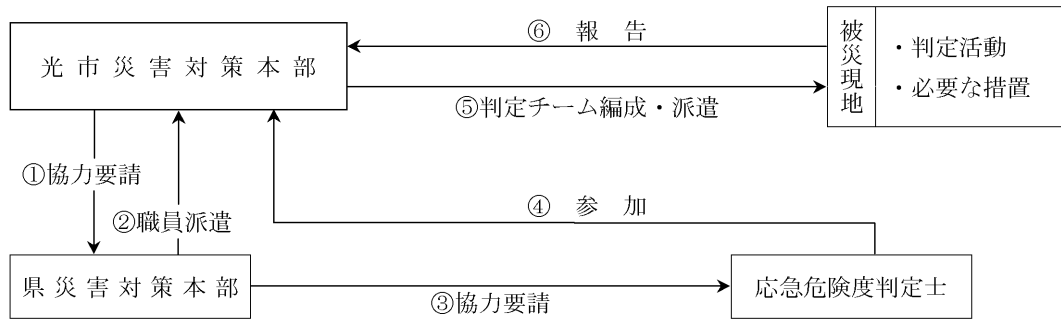 ⑥ 報 告
光 市 災 害 対 策 本 部
被災現地
・判定活動
・必要な措置
⑤判定チーム編成・派遣
①協力要請
②職員派遣
④ 参 加
県 災 害 対 策 本 部
③協力要請
応急危険度判定士